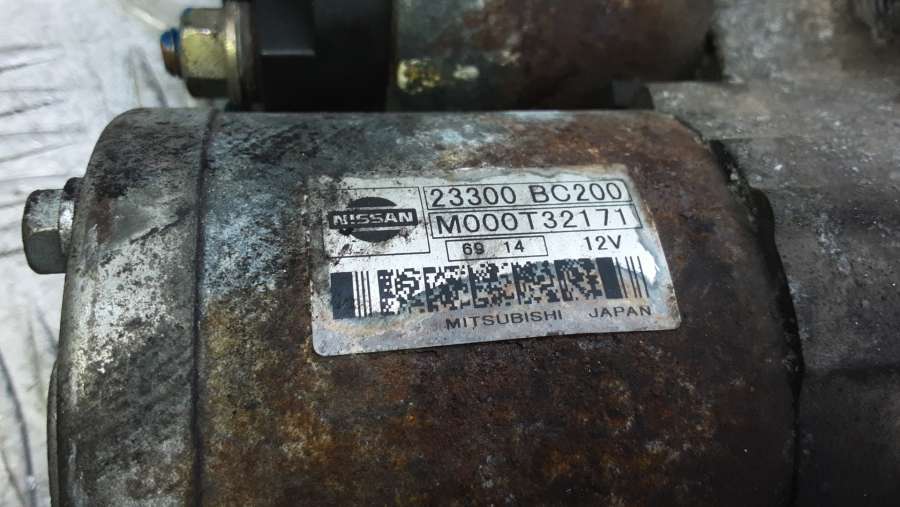 NISSAN
23300 BC200
M000T32171
69 14 12V
MITSUBISHI JAPAN